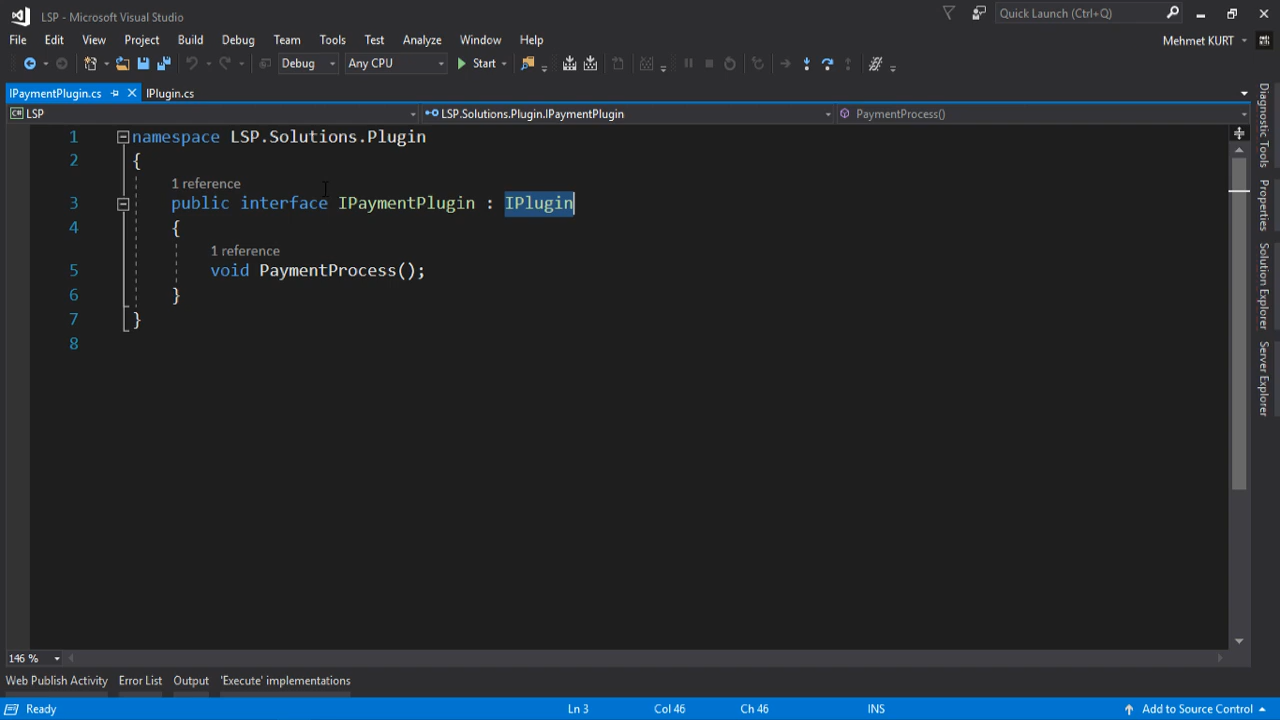 LSP - Microsoft Visual Studio
Quick Launch (Ctrl+Q)
File Edit View Project Build Debug Team Tools Test Analyze Window Help
Mehmet KURT
Debug Any CPU Start
IPaymentPlugin.cs IPlugin.cs
LSP LSP.Solutions.Plugin.IPaymentPlugin PaymentProcess()
1 namespace LSP.Solutions.Plugin
2 {
1 reference
3 public interface IPaymentPlugin : IPlugin
4 {
1 reference
5 void PaymentProcess();
6 }
7 }
8
Diagnostic Tools
Properties
Solution Explorer
Server Explorer
146 %
Web Publish Activity Error List Output 'Execute' implementations
Ready Ln 3 Col 46 Ch 46 INS Add to Source Control